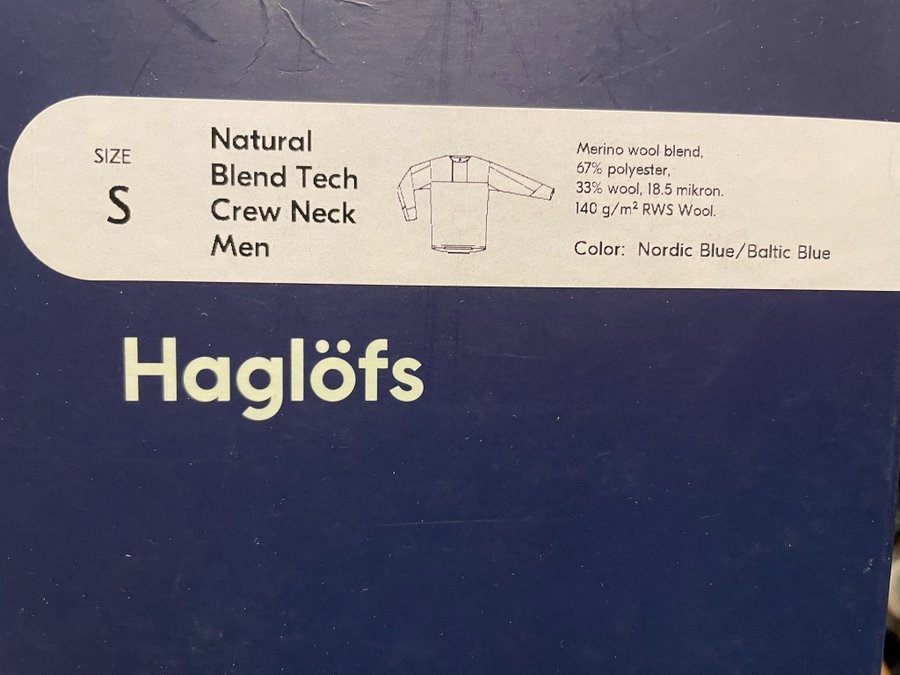 SIZE
S
Natural
Blend Tech
Crew Neck
Men
Merino wool blend,
67% polyester,
33% wool, 18.5 mikron.
140 g/m² RWS Wool.
Color: Nordic Blue/Baltic Blue
Haglöfs